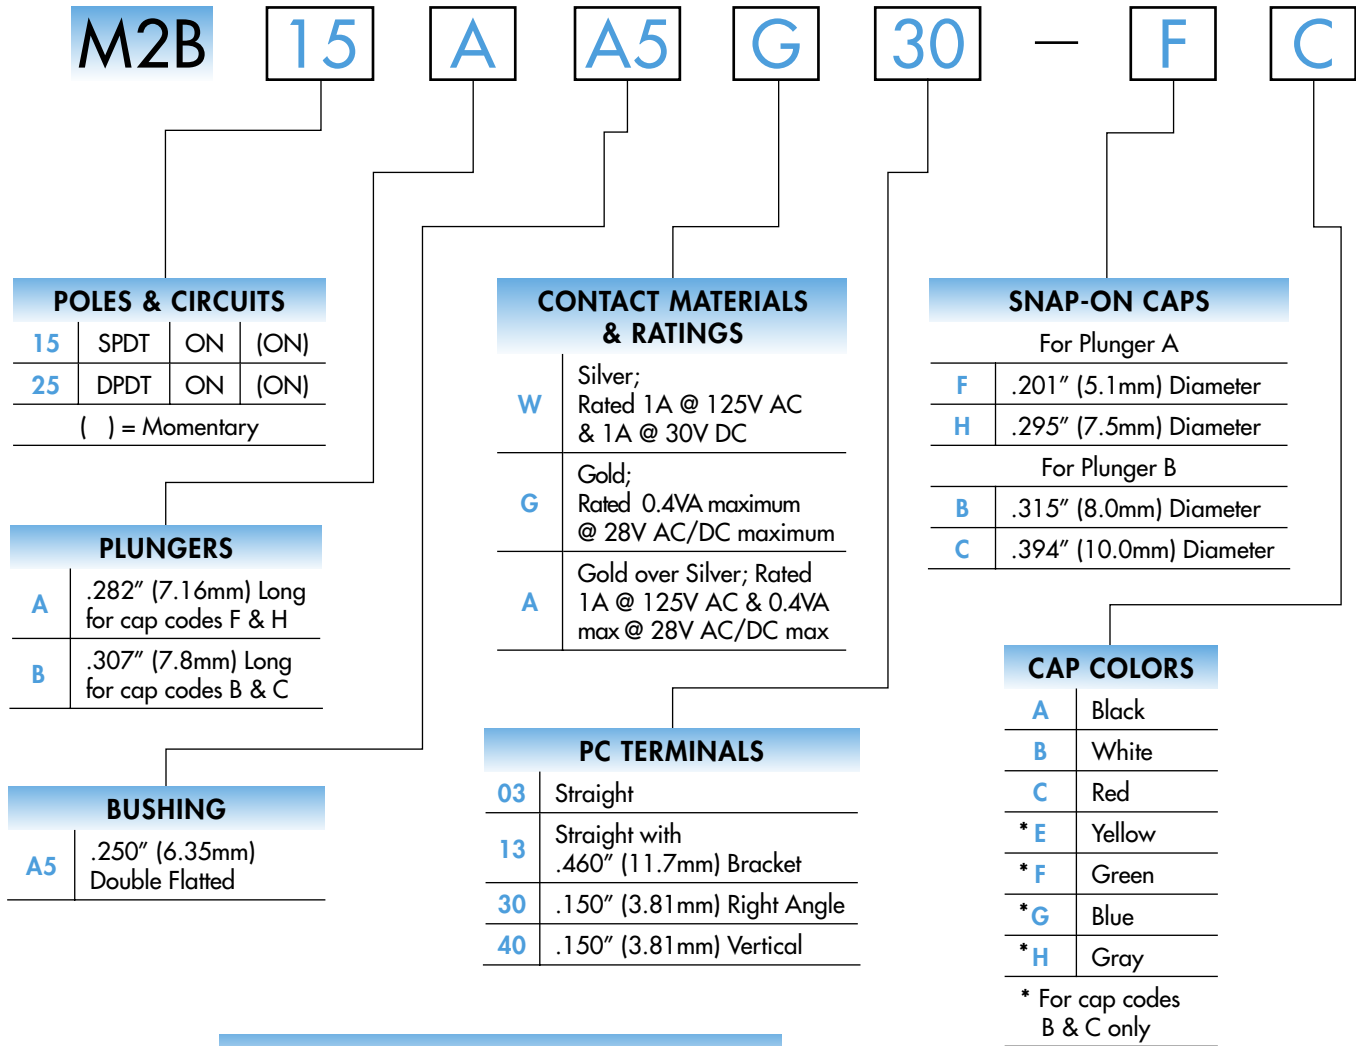 M2B 15 A A5 G 30 — F C
POLES & CIRCUITS
15 SPDT ON (ON)
25 DPDT ON (ON)
( ) = Momentary
PLUNGERS
A .282" (7.16mm) Long
for cap codes F & H
B .307" (7.8mm) Long
for cap codes B & C
BUSHING
A5 .250" (6.35mm)
Double Flatted
CONTACT MATERIALS
& RATINGS
W Silver;
Rated 1A @ 125V AC
& 1A @ 30V DC
G Gold;
Rated 0.4VA maximum
@ 28V AC/DC maximum
A Gold over Silver; Rated
1A @ 125V AC & 0.4VA
max @ 28V AC/DC max
PC TERMINALS
03 Straight
13 Straight with
.460" (11.7mm) Bracket
30 .150" (3.81mm) Right Angle
40 .150" (3.81mm) Vertical
SNAP-ON CAPS
For Plunger A
F .201" (5.1mm) Diameter
H .295" (7.5mm) Diameter
For Plunger B
B .315" (8.0mm) Diameter
C .394" (10.0mm) Diameter
CAP COLORS
A Black
B White
C Red
* E Yellow
* F Green
* G Blue
* H Gray
* For cap codes
B & C only